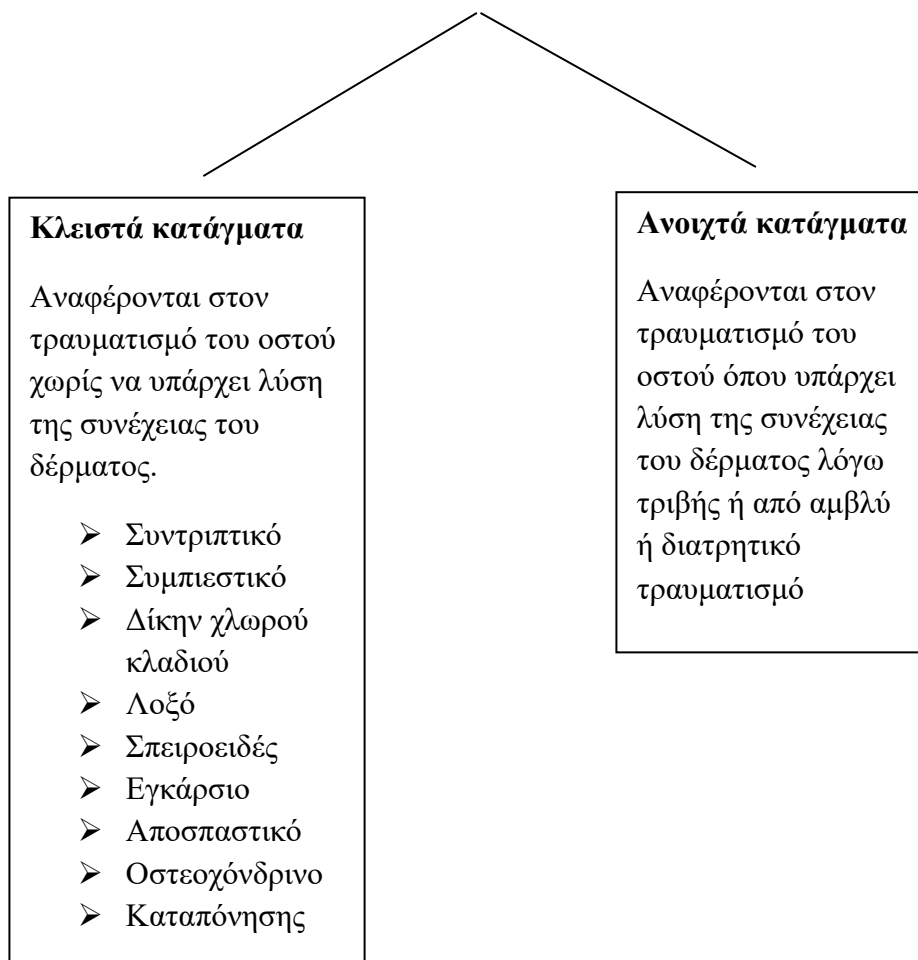 Κλειστά κατάγματα
Αναφέρονται στον
τραυματισμό του οστού
χωρίς να υπάρχει λύση
της συνέχειας του
δέρματος.
➢ Συντριπτικό
➢ Συμπιεστικό
➢ Δίκην χλωρού
κλαδιού
➢ Λοξό
➢ Σπειροειδές
➢ Εγκάρσιο
➢ Αποσπαστικό
➢ Οστεοχόνδρινο
➢ Καταπόνησης
Ανοιχτά κατάγματα
Αναφέρονται στον
τραυματισμό του
οστού όπου υπάρχει
λύση της συνέχειας
του δέρματος λόγω
τριβής ή από αμβλύ
ή διατρητικό
τραυματισμό